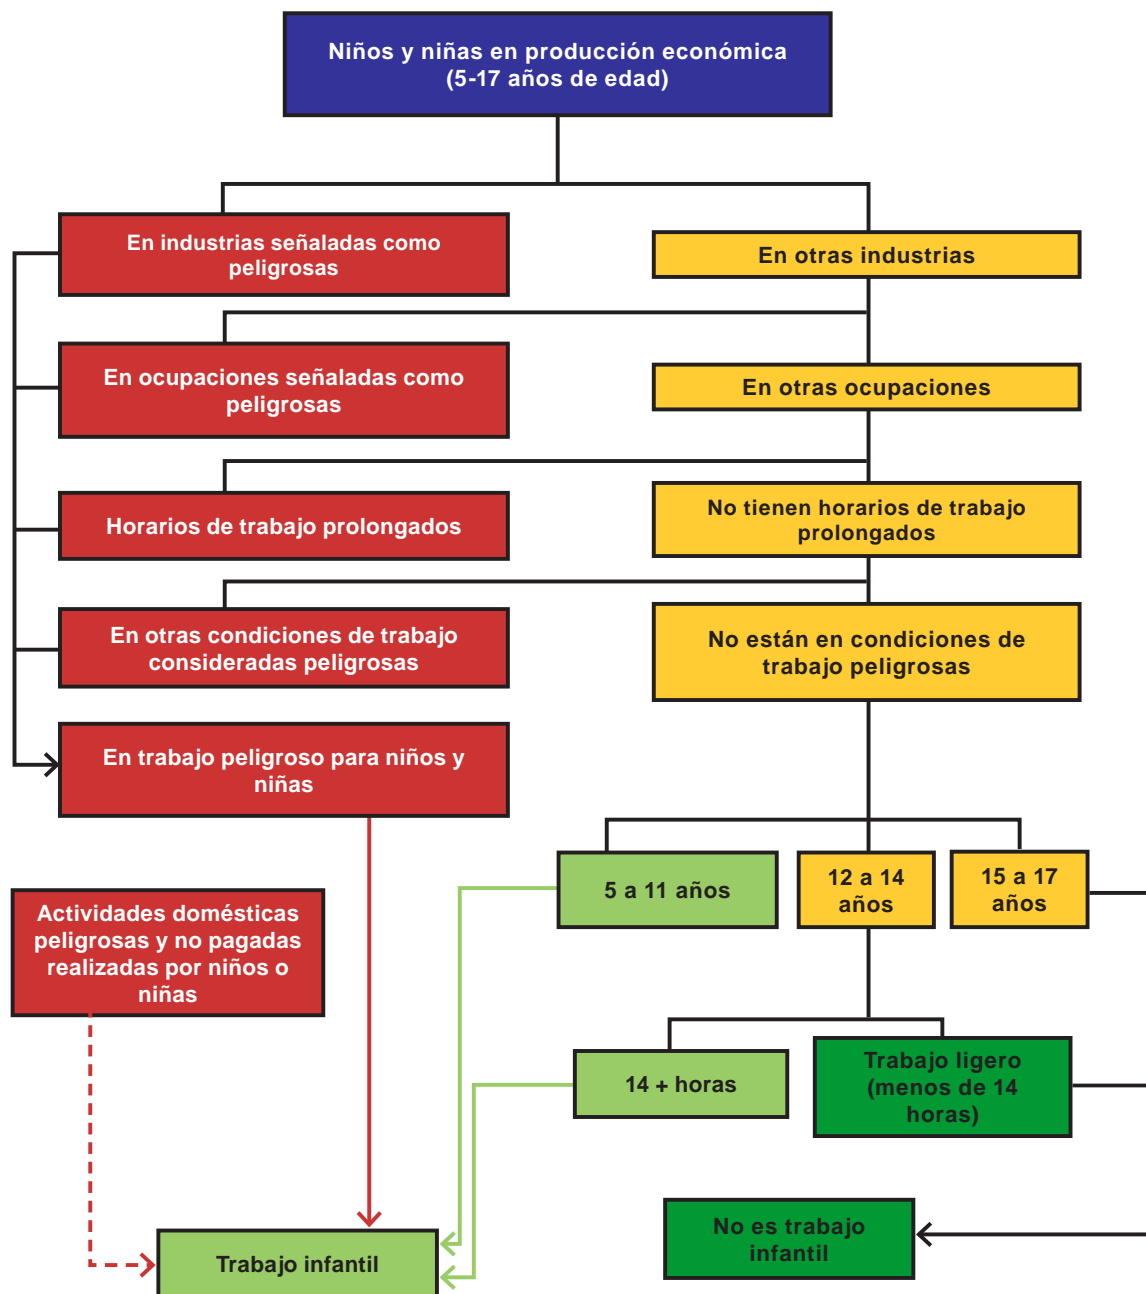 Niños y niñas en producción económica
(5-17 años de edad)
En industrias señaladas como
peligrosas
En otras industrias
En ocupaciones señaladas como
peligrosas
En otras ocupaciones
Horarios de trabajo prolongados
No tienen horarios de trabajo
prolongados
En otras condiciones de trabajo
consideradas peligrosas
No están en condiciones de
trabajo peligrosas
En trabajo peligroso para niños y
niñas
5 a 11 años
12 a 14
años
15 a 17
años
Actividades domésticas
peligrosas y no pagadas
realizadas por niños o
niñas
14 + horas
Trabajo ligero
(menos de 14
horas)
Trabajo infantil
No es trabajo
infantil